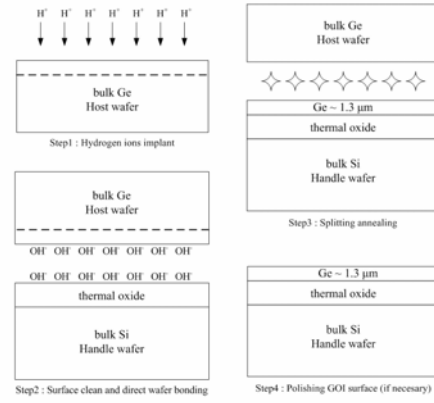 H⁺ H⁺ H⁺ H⁺ H⁺ H⁺ H⁺
bulk Ge
Host wafer
Step1 : Hydrogen ions implant
bulk Ge
Host wafer
OH⁻ OH⁻ OH⁻ OH⁻ OH⁻ OH⁻ OH⁻
OH⁻ OH⁻ OH⁻ OH⁻ OH⁻ OH⁻ OH⁻
thermal oxide
bulk Si
Handle wafer
Step2 : Surface clean and direct wafer bonding
bulk Ge
Host wafer
Ge ~ 1.3 μm
thermal oxide
bulk Si
Handle wafer
Step3 : Splitting annealing
Ge ~ 1.3 μm
thermal oxide
bulk Si
Handle wafer
Step4 : Polishing GOI surface (if necesary)